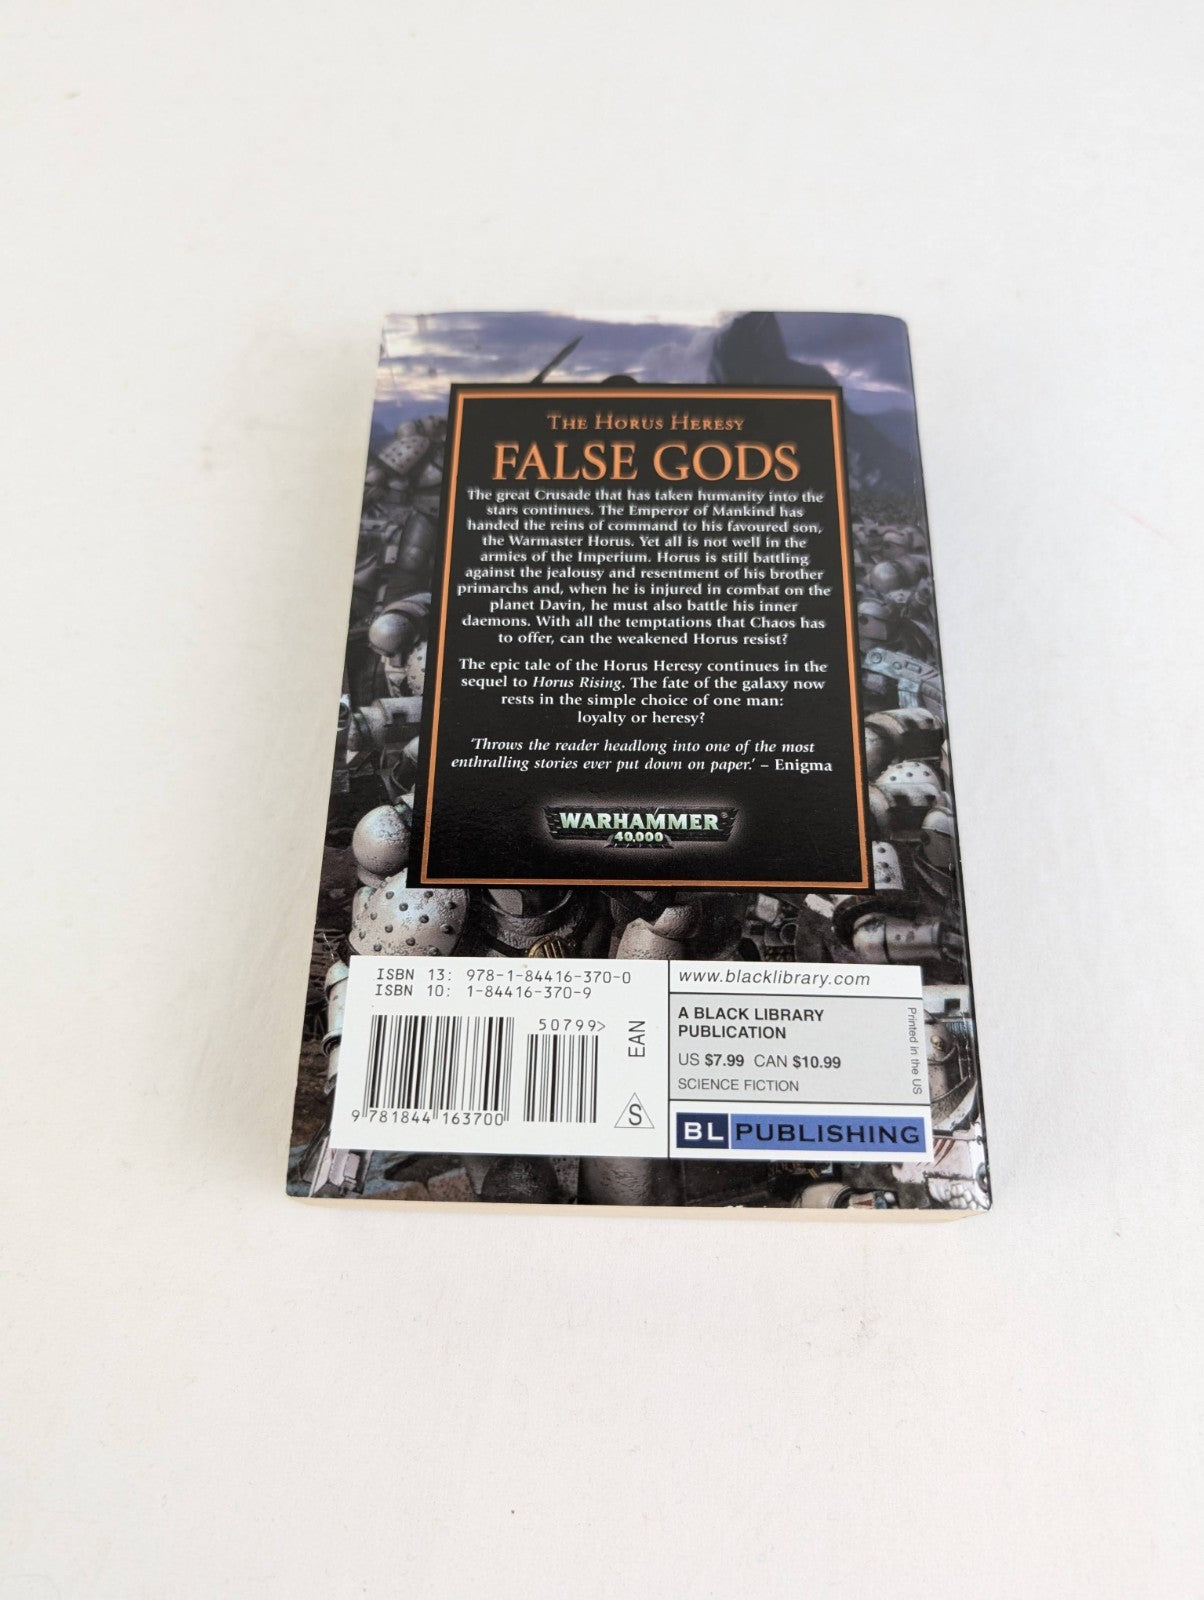 THE HORUS HERESY
FALSE GODS
The great Crusade that has taken humanity into the
stars continues. The Emperor of Mankind has
handed the reins of command to his favoured son,
the Warmaster Horus. Yet all is not well in the
armies of the Imperium. Horus is still battling
against the jealousy and resentment of his brother
primarchs and, when he is injured in combat on the
planet Davin, he must also battle his inner
daemons. With all the temptations that Chaos has
to offer, can the weakened Horus resist?
The epic tale of the Horus Heresy continues in the
sequel to Horus Rising. The fate of the galaxy now
rests in the simple choice of one man:
loyalty or heresy?
'Throws the reader headlong into one of the most
enthralling stories ever put down on paper.' – Enigma
WARHAMMER®
40,000
ISBN 13: 978-1-84416-370-0
ISBN 10: 1-84416-370-9
50799>
EAN
9 781844 163700
S
www.blacklibrary.com
A BLACK LIBRARY
PUBLICATION
US $7.99 CAN $10.99
SCIENCE FICTION
Printed in the US
BL PUBLISHING